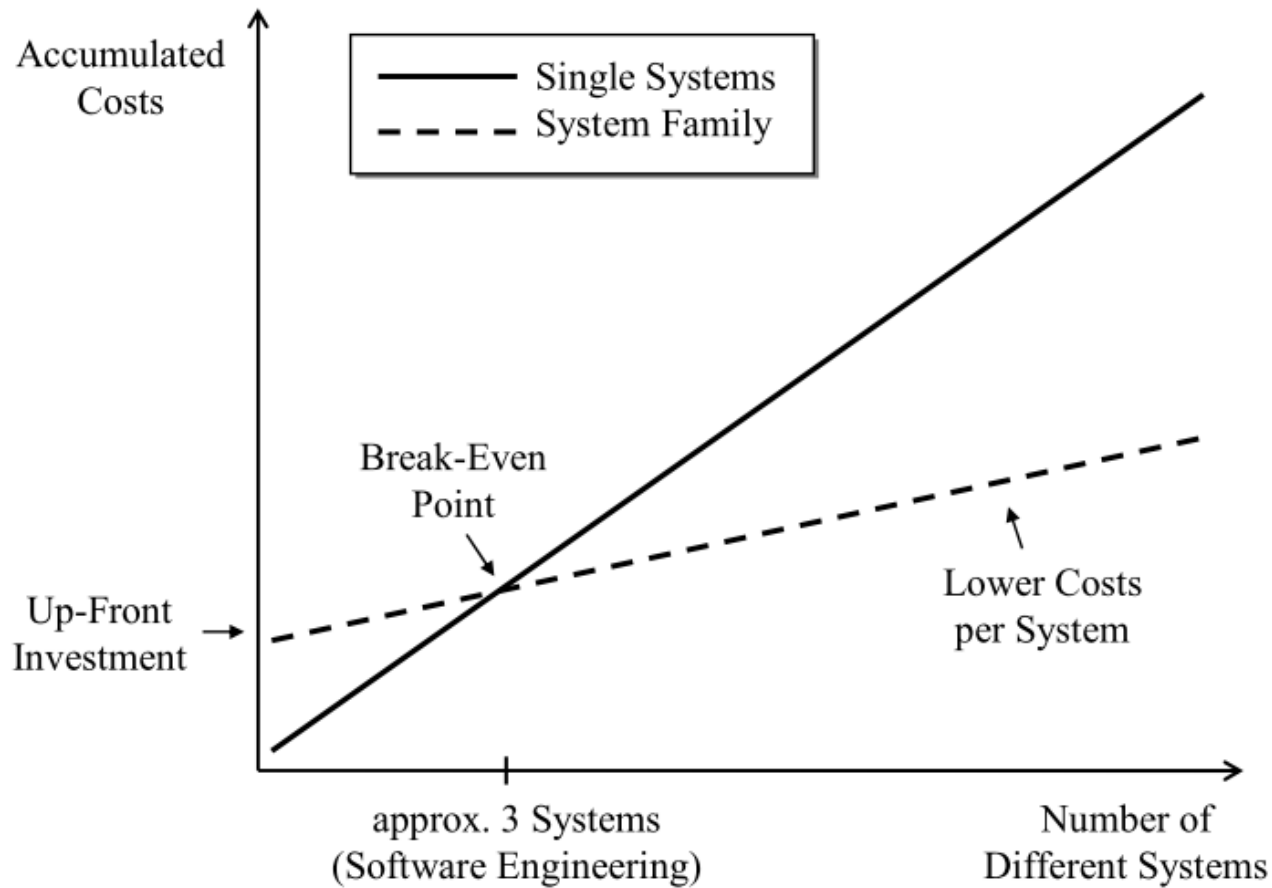 Accumulated
Costs
Single Systems
System Family
Break-Even
Point
Up-Front
Investment
Lower Costs
per System
approx. 3 Systems
(Software Engineering)
Number of
Different Systems